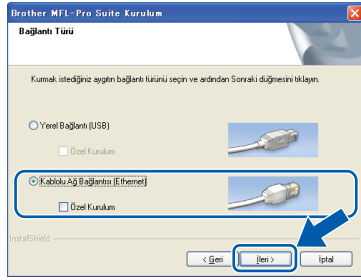 Brother MFL-Pro Suite Kurulum
Bağlantı Türü
Kurmak istediğiniz aygıtın bağlantı türünü seçin ve ardından Sonraki düğmesini tıklayın.
Yerel Bağlantı (USB)
Özel Kurulum
Kablolu Ağ Bağlantısı (Ethernet)
Özel Kurulum
InstallShield
< Geri İleri > İptal